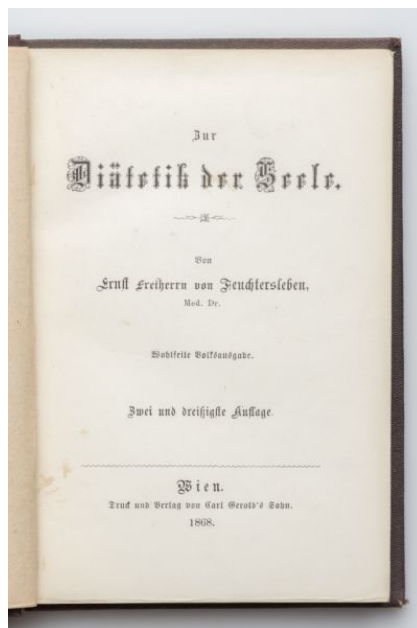 Zur
Diätetik der Seele.
Von
Ernst Freiherrn von Feuchtersleben,
Med. Dr.
Wohlfeile Volksausgabe.
Zwei und dreißigste Auflage.
Wien.
Druck und Verlag von Carl Gerold's Sohn.
1868.